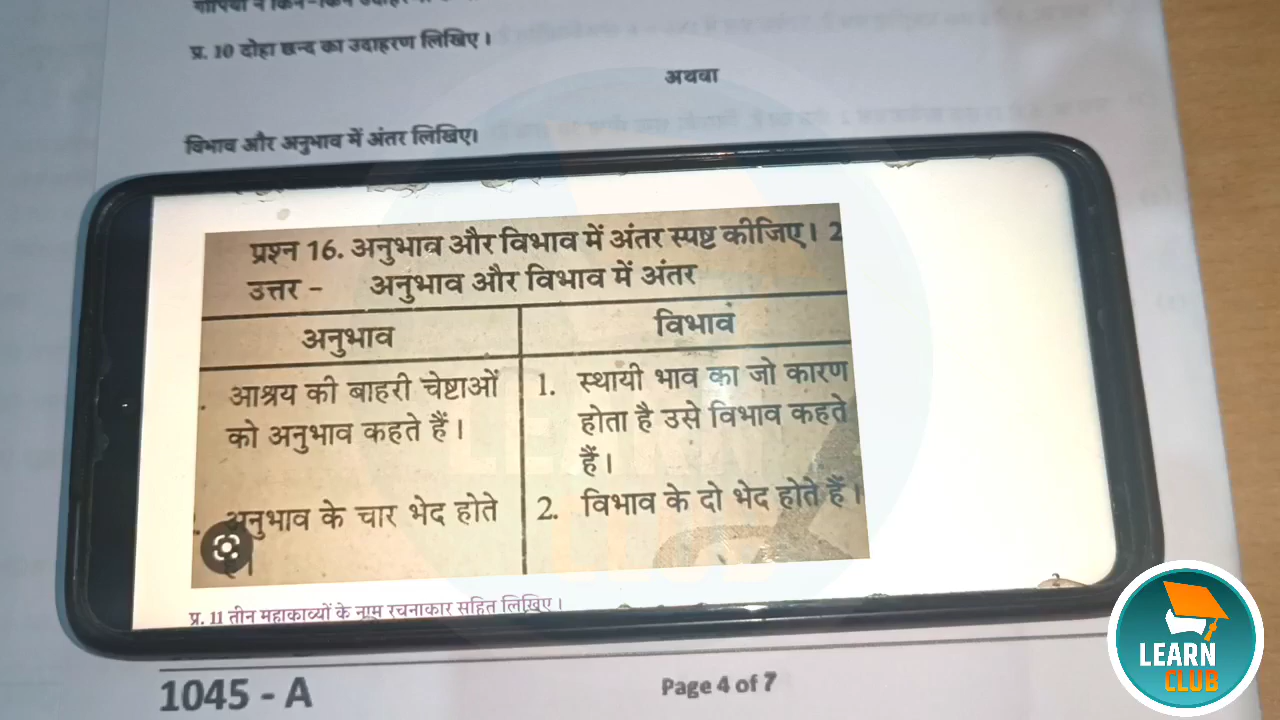 प्र. 10 दोहा छन्द का उदाहरण लिखिए।
अथवा
विभाव और अनुभाव में अंतर लिखिए।
प्रश्न 16. अनुभाव और विभाव में अंतर स्पष्ट कीजिए। 2
उत्तर – अनुभाव और विभाव में अंतर
अनुभाव
विभाव
आश्रय की बाहरी चेष्टाओं
को अनुभाव कहते हैं।
अनुभाव के चार भेद होते
1. स्थायी भाव का जो कारण
होता है उसे विभाव कहते
हैं।
2. विभाव के दो भेद होते हैं।
प्र. 11 तीन महाकाव्यों के नाम रचनाकार सहित लिखिए।
1045 - A
Page 4 of 7
LEARN
CLUB